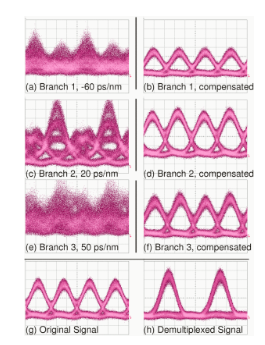 (a) Branch 1, -60 ps/nm
(b) Branch 1, compensated
(c) Branch 2, 20 ps/nm
(d) Branch 2, compensated
(e) Branch 3, 50 ps/nm
(f) Branch 3, compensated
(g) Original Signal
(h) Demultiplexed Signal